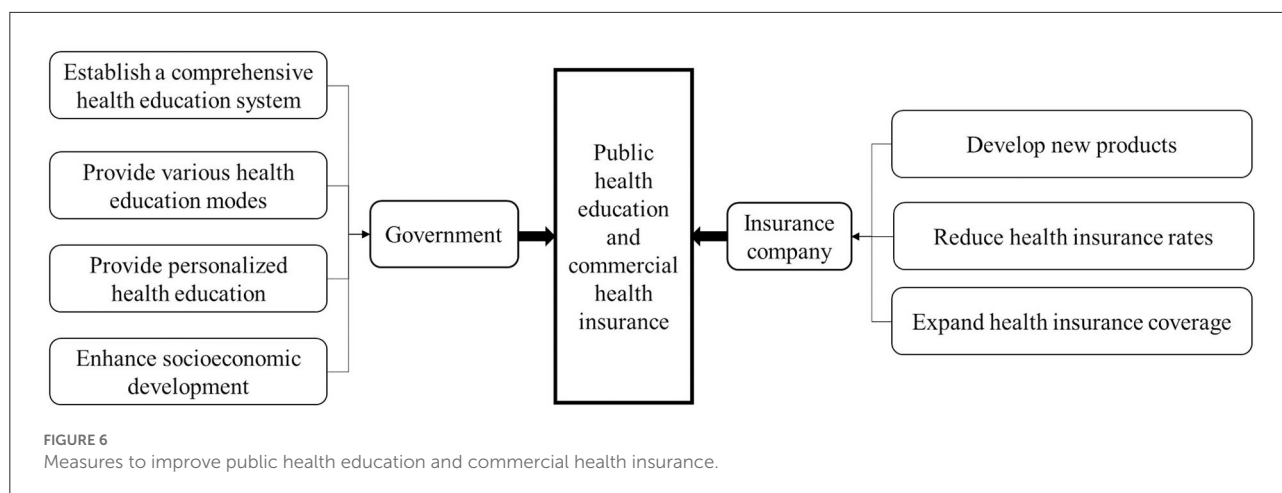 Establish a comprehensive
health education system
Provide various health
education modes
Provide personalized
health education
Enhance socioeconomic
development
Government
Public
health
education
and
commercial
health
insurance
Insurance
company
Develop new products
Reduce health insurance rates
Expand health insurance coverage
FIGURE 6
Measures to improve public health education and commercial health insurance.